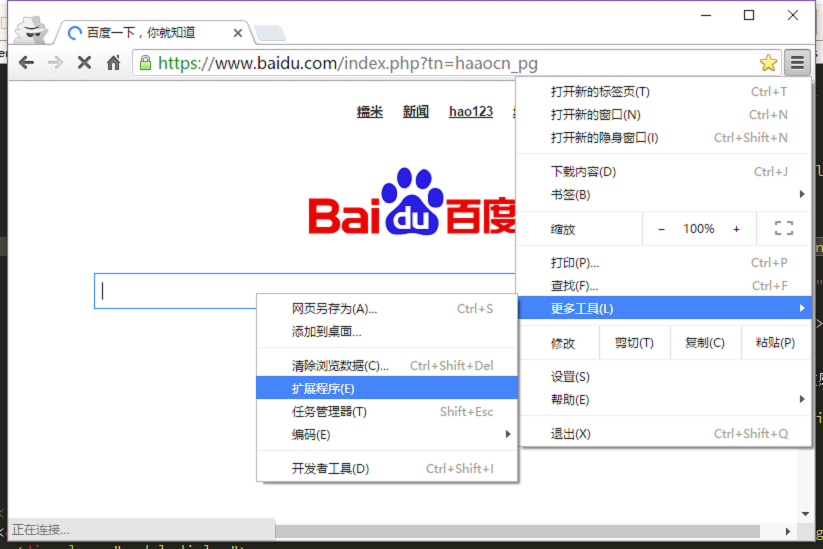 百度一下，你就知道
https://www.baidu.com/index.php?tn=haaocn_pg
糯米 新闻 hao123
Bai du 百度
打开新的标签页(T) Ctrl+T
打开新的窗口(N) Ctrl+N
打开新的隐身窗口(I) Ctrl+Shift+N
下载内容(D) Ctrl+J
书签(B)
缩放 − 100% +
打印(P)... Ctrl+P
查找(F)... Ctrl+F
更多工具(L)
修改 剪切(T) 复制(C) 粘贴(P)
设置(S)
帮助(E)
退出(X) Ctrl+Shift+Q
网页另存为(A)... Ctrl+S
添加到桌面...
清除浏览数据(C)... Ctrl+Shift+Del
扩展程序(E)
任务管理器(T) Shift+Esc
编码(E)
开发者工具(D) Ctrl+Shift+I
正在连接...